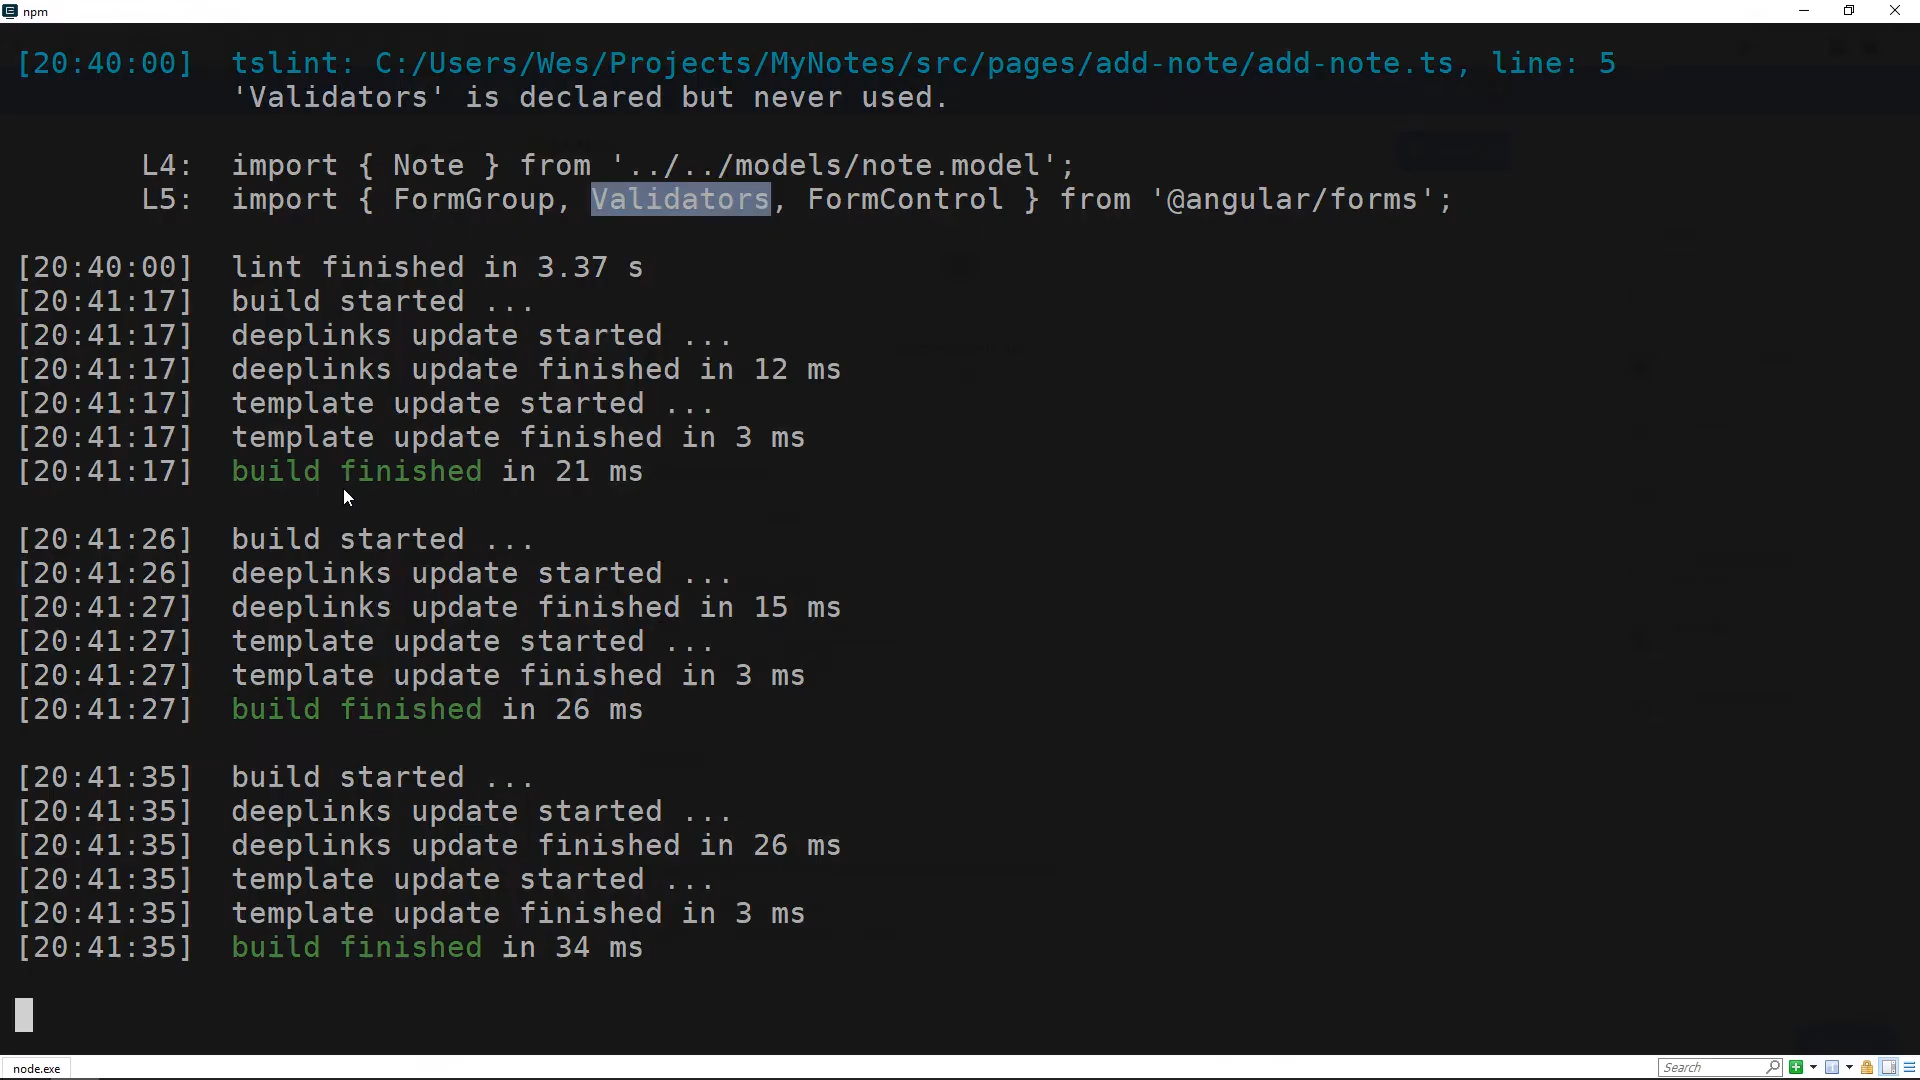 npm
[20:40:00]  tslint: C:/Users/Wes/Projects/MyNotes/src/pages/add-note/add-note.ts, line: 5
            'Validators' is declared but never used.
       L4:  import { Note } from '../../models/note.model';
       L5:  import { FormGroup, Validators, FormControl } from '@angular/forms';
[20:40:00]  lint finished in 3.37 s
[20:41:17]  build started ...
[20:41:17]  deeplinks update started ...
[20:41:17]  deeplinks update finished in 12 ms
[20:41:17]  template update started ...
[20:41:17]  template update finished in 3 ms
[20:41:17]  build finished in 21 ms
[20:41:26]  build started ...
[20:41:26]  deeplinks update started ...
[20:41:27]  deeplinks update finished in 15 ms
[20:41:27]  template update started ...
[20:41:27]  template update finished in 3 ms
[20:41:27]  build finished in 26 ms
[20:41:35]  build started ...
[20:41:35]  deeplinks update started ...
[20:41:35]  deeplinks update finished in 26 ms
[20:41:35]  template update started ...
[20:41:35]  template update finished in 3 ms
[20:41:35]  build finished in 34 ms
node.exe
Search